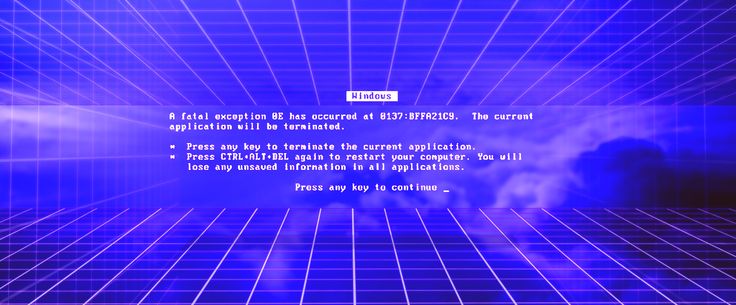 Windows
A fatal exception 0E has occurred at 0137:BFFA21C9. The current
application will be terminated.
* Press any key to terminate the current application.
* Press CTRL+ALT+DEL again to restart your computer. You will
lose any unsaved information in all applications.
Press any key to continue _